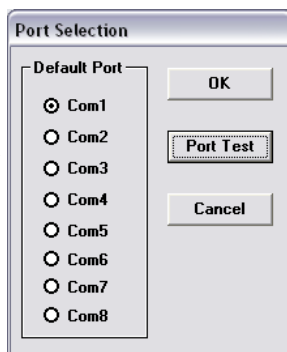 Port Selection
Default Port
Com1
Com2
Com3
Com4
Com5
Com6
Com7
Com8
OK
Port Test
Cancel